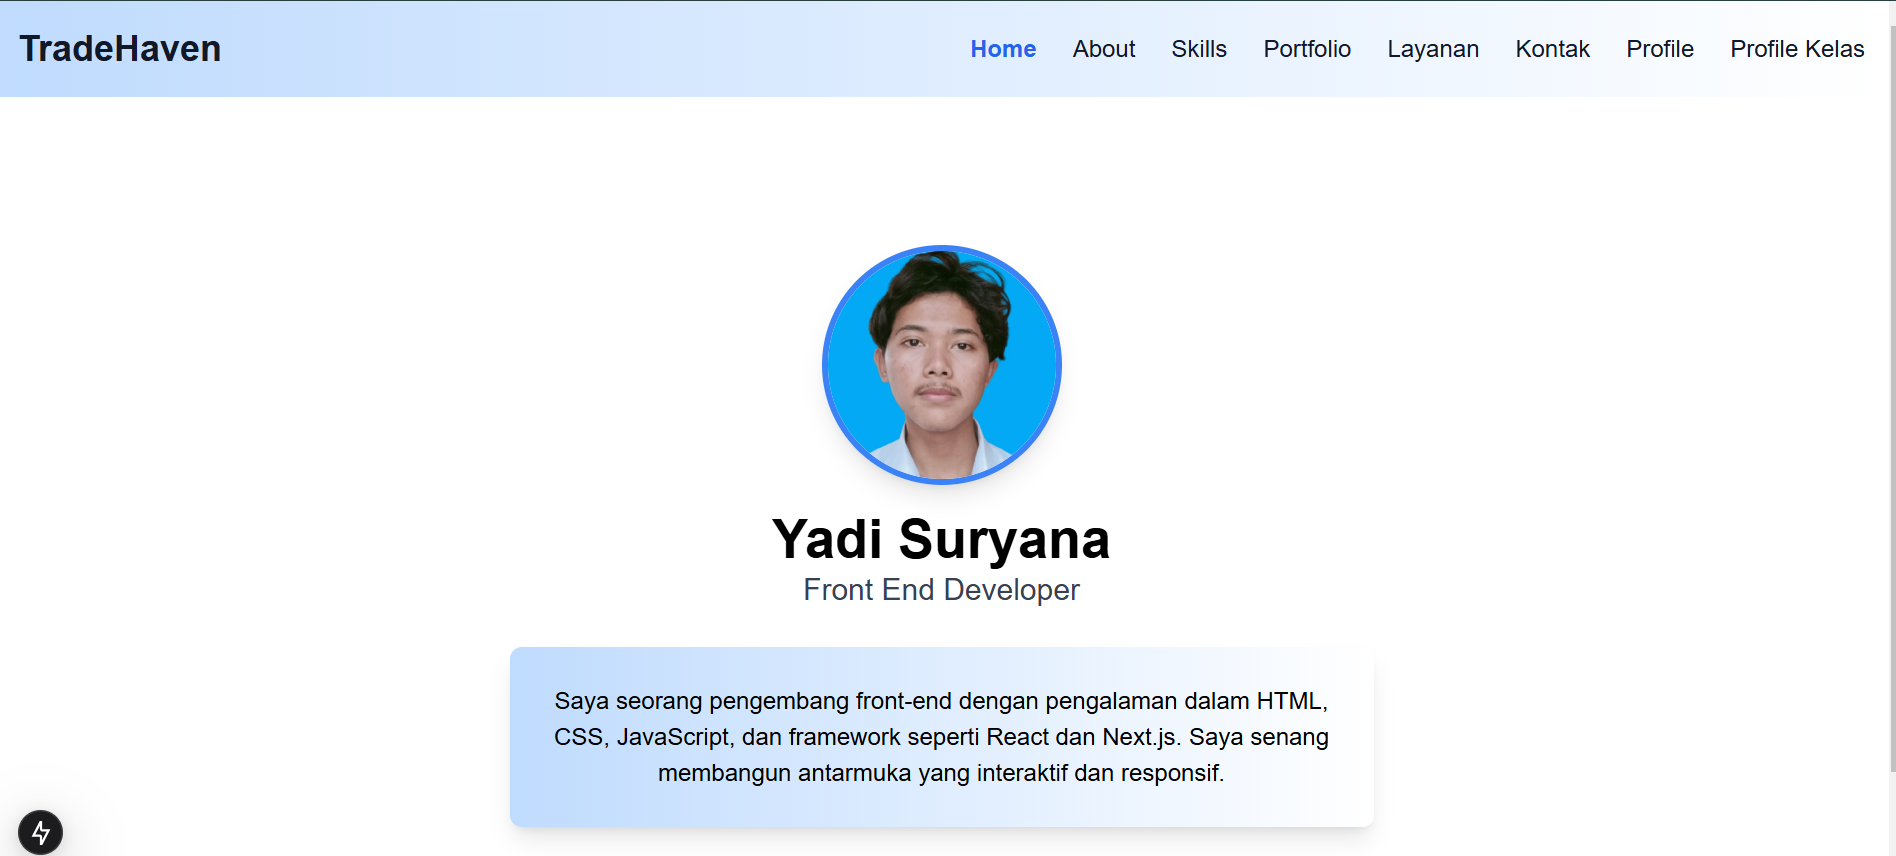 TradeHaven
Home About Skills Portfolio Layanan Kontak Profile Profile Kelas
Yadi Suryana
Front End Developer
Saya seorang pengembang front-end dengan pengalaman dalam HTML,
CSS, JavaScript, dan framework seperti React dan Next.js. Saya senang
membangun antarmuka yang interaktif dan responsif.